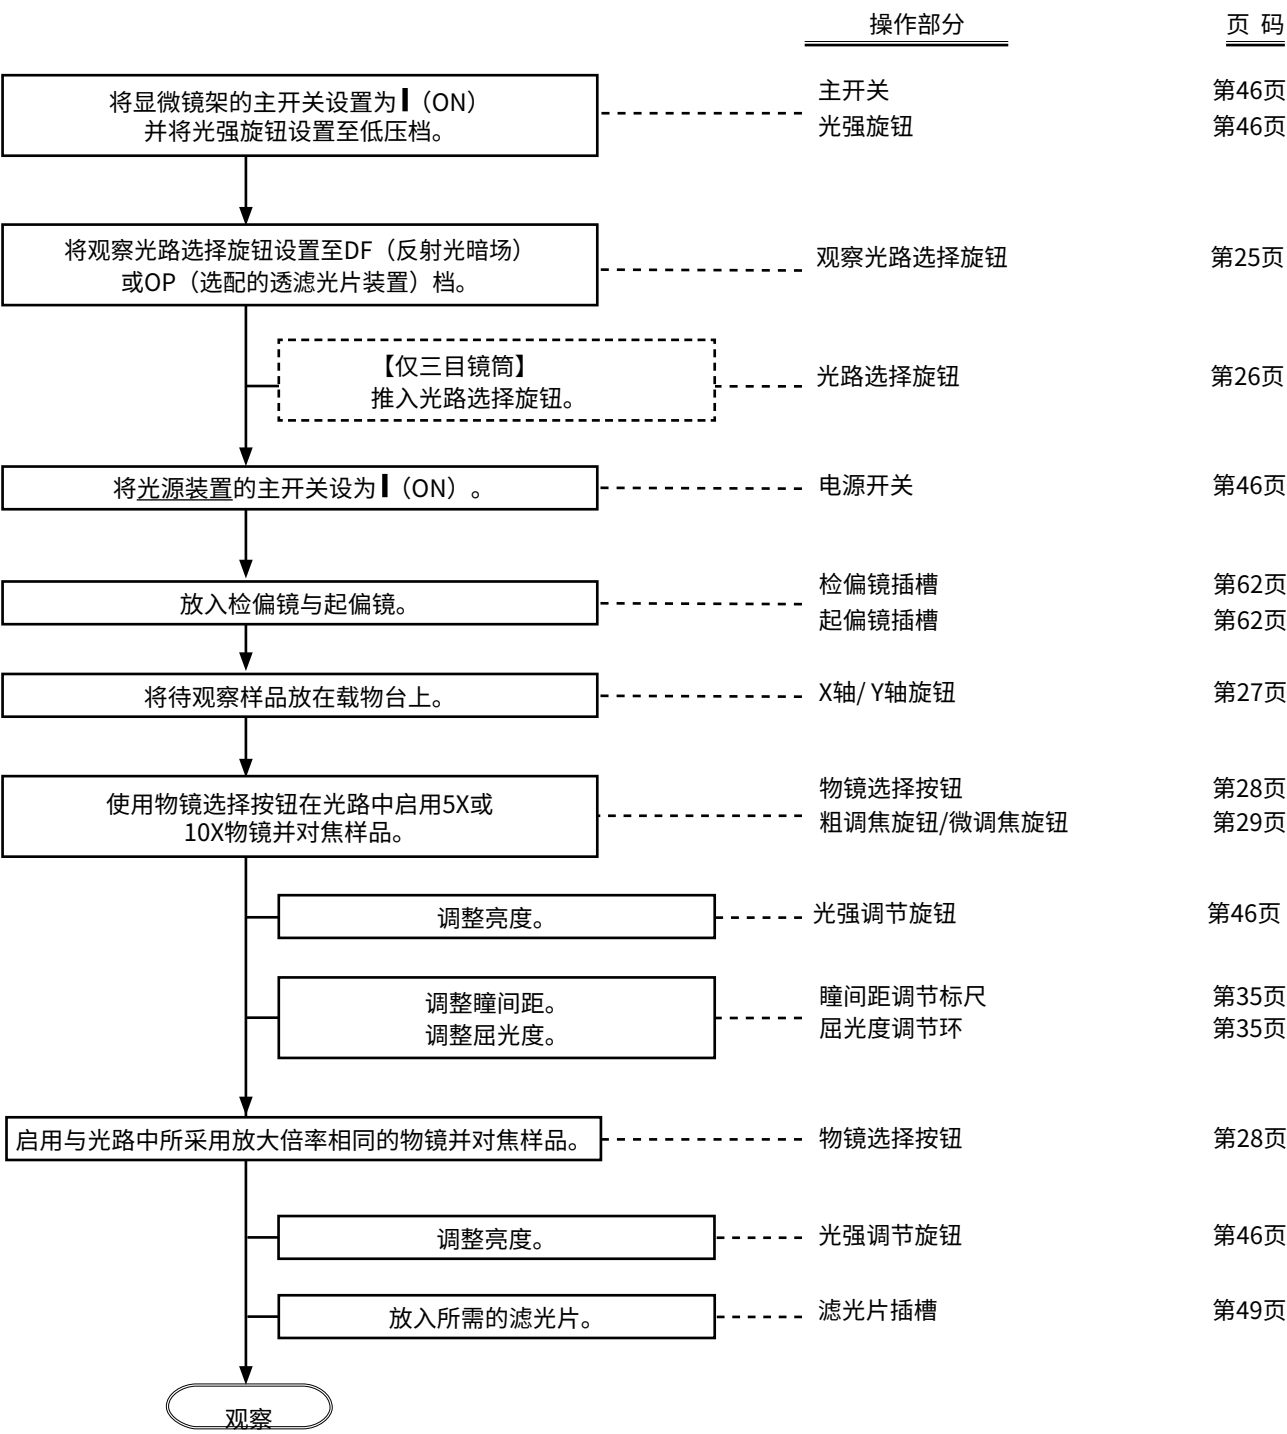 操作部分 页 码
将显微镜架的主开关设置为 I（ON）
并将光强旋钮设置至低压档。
主开关 第46页
光强旋钮 第46页
将观察光路选择旋钮设置至DF（反射光暗场）
或OP（选配的透滤光片装置）档。
观察光路选择旋钮 第25页
【仅三目镜筒】
推入光路选择旋钮。
光路选择旋钮 第26页
将光源装置的主开关设为 I（ON）。
电源开关 第46页
放入检偏镜与起偏镜。
检偏镜插槽 第62页
起偏镜插槽 第62页
将待观察样品放在载物台上。
X轴/ Y轴旋钮 第27页
使用物镜选择按钮在光路中启用5X或
10X物镜并对焦样品。
物镜选择按钮 第28页
粗调焦旋钮/微调焦旋钮 第29页
调整亮度。
光强调节旋钮 第46页
调整瞳间距。
调整屈光度。
瞳间距调节标尺 第35页
屈光度调节环 第35页
启用与光路中所采用放大倍率相同的物镜并对焦样品。
物镜选择按钮 第28页
调整亮度。
光强调节旋钮 第46页
放入所需的滤光片。
滤光片插槽 第49页
观察